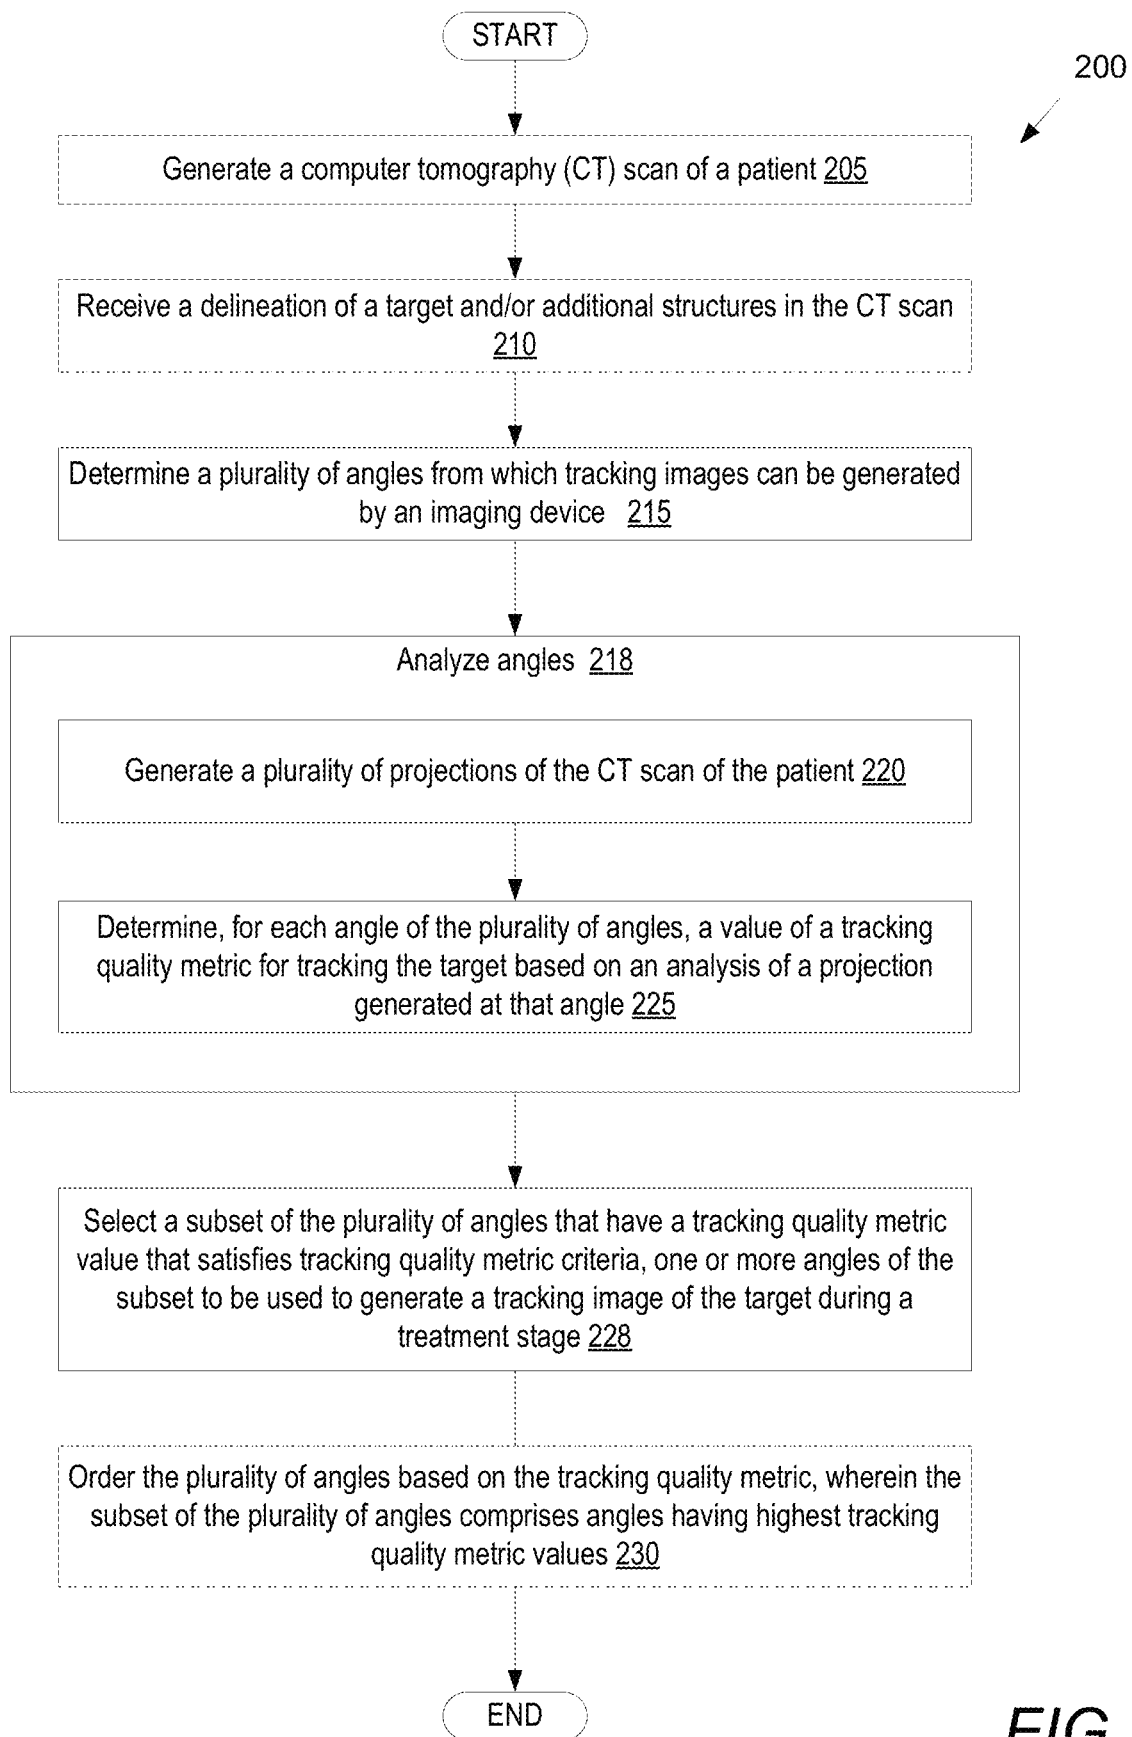 START
200
Generate a computer tomography (CT) scan of a patient 205
Receive a delineation of a target and/or additional structures in the CT scan
210
Determine a plurality of angles from which tracking images can be generated
by an imaging device 215
Analyze angles 218
Generate a plurality of projections of the CT scan of the patient 220
Determine, for each angle of the plurality of angles, a value of a tracking
quality metric for tracking the target based on an analysis of a projection
generated at that angle 225
Select a subset of the plurality of angles that have a tracking quality metric
value that satisfies tracking quality metric criteria, one or more angles of the
subset to be used to generate a tracking image of the target during a
treatment stage 228
Order the plurality of angles based on the tracking quality metric, wherein the
subset of the plurality of angles comprises angles having highest tracking
quality metric values 230
END
FIG